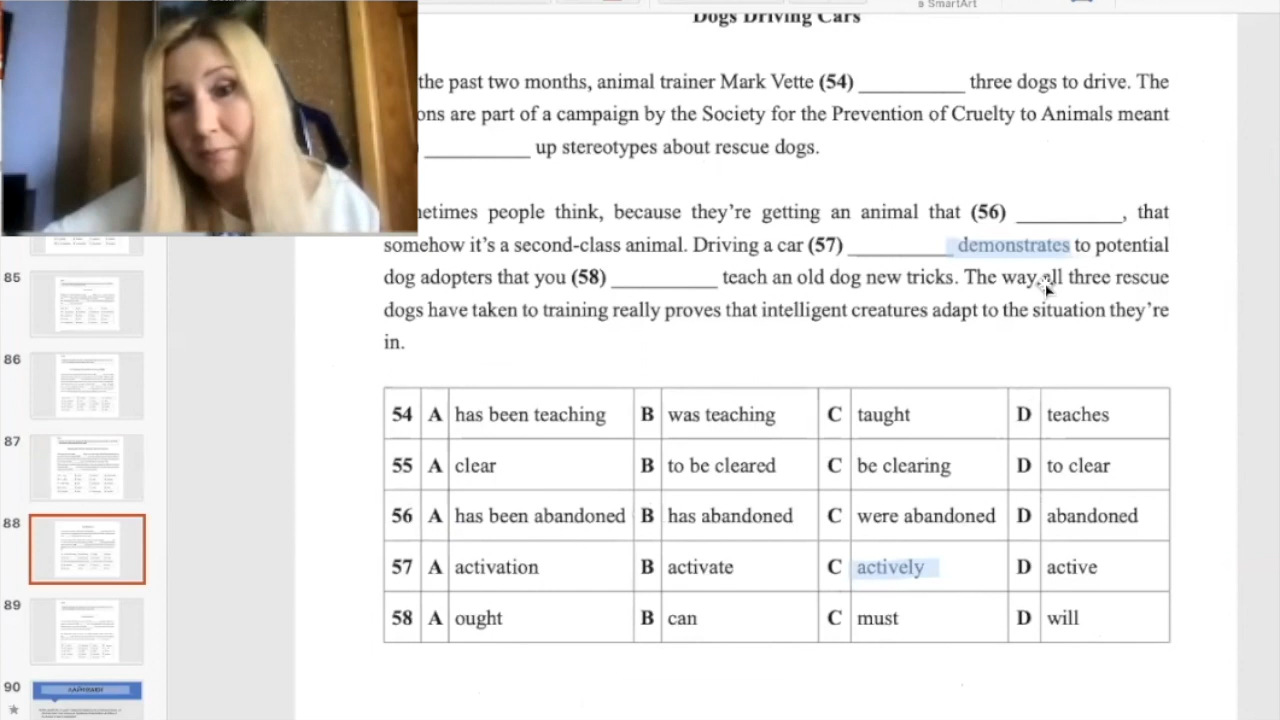 в SmartArt
Dogs Driving Cars
the past two months, animal trainer Mark Vette (54) __________ three dogs to drive. The
ons are part of a campaign by the Society for the Prevention of Cruelty to Animals meant
__________ up stereotypes about rescue dogs.
etimes people think, because they're getting an animal that (56) __________, that
somehow it's a second-class animal. Driving a car (57) __________ demonstrates to potential
dog adopters that you (58) __________ teach an old dog new tricks. The way all three rescue
dogs have taken to training really proves that intelligent creatures adapt to the situation they're
in.
54 A has been teaching B was teaching C taught D teaches
55 A clear B to be cleared C be clearing D to clear
56 A has been abandoned B has abandoned C were abandoned D abandoned
57 A activation B activate C actively D active
58 A ought B can C must D will
85
86
87
88
89
90